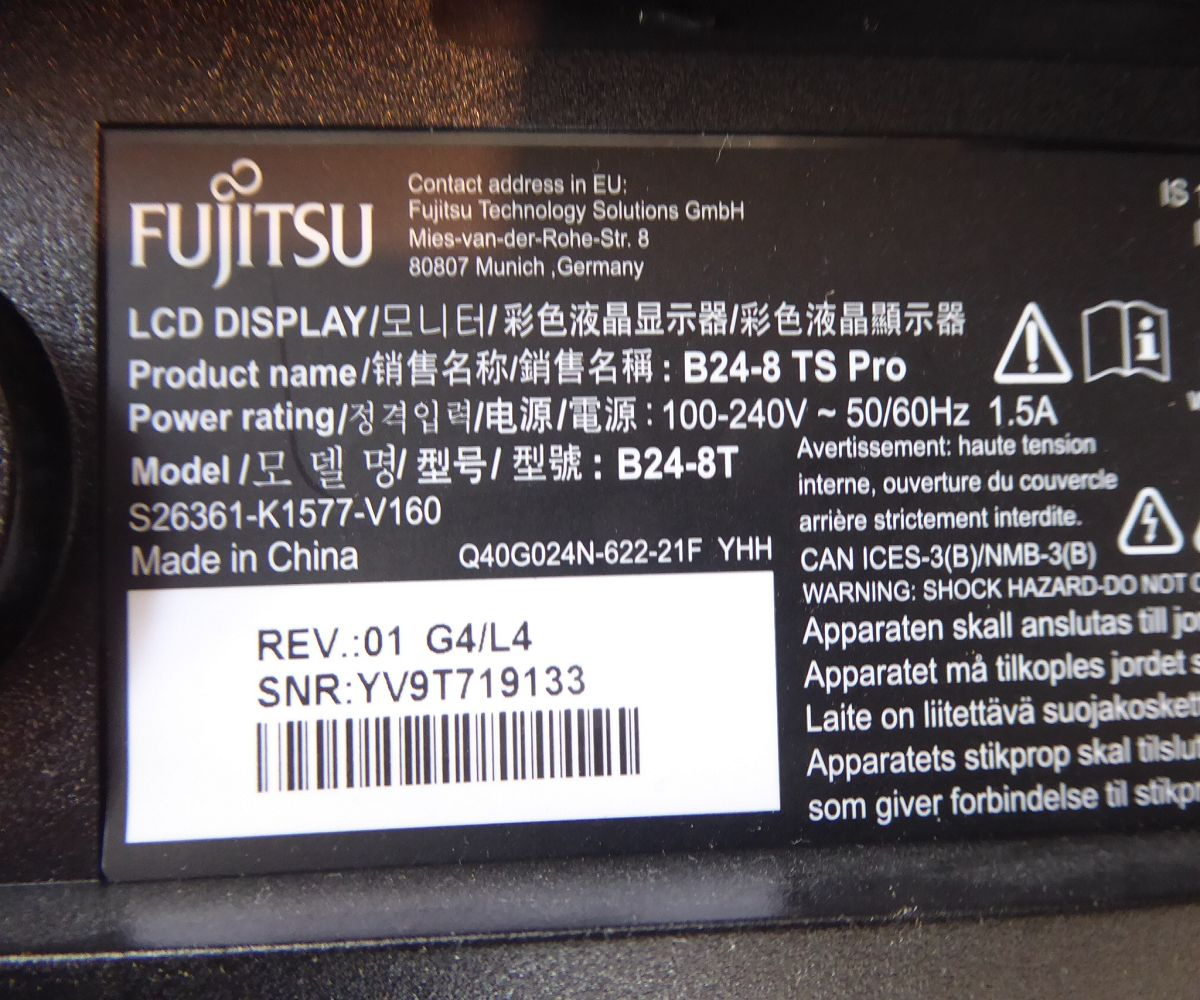 FUJITSU
Contact address in EU:
Fujitsu Technology Solutions GmbH
Mies-van-der-Rohe-Str. 8
80807 Munich ,Germany
IS
LCD DISPLAY/모니터/彩色液晶显示器/彩色液晶顯示器
Product name/销售名称/銷售名稱 : B24-8 TS Pro
Power rating/정격입력/电源/電源 : 100-240V ~ 50/60Hz 1.5A
Model /모 델 명/ 型号/ 型號 : B24-8T
S26361-K1577-V160
Made in China
Q40G024N-622-21F YHH
REV.:01 G4/L4
SNR:YV9T719133
Avertissement: haute tension
interne, ouverture du couvercle
arrière strictement interdite.
CAN ICES-3(B)/NMB-3(B)
WARNING: SHOCK HAZARD-DO NOT
Apparaten skall anslutas till
Apparatet må tilkoples jordet
Laite on liitettävä
Apparatets stikprop skal
som giver forbindelse til